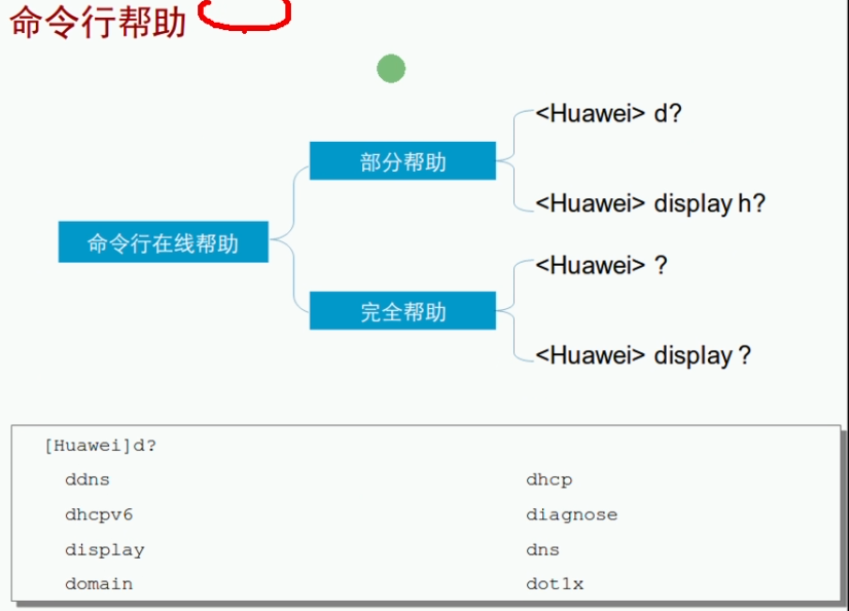 命令行帮助
命令行在线帮助
部分帮助
<Huawei> d?
<Huawei> display h?
完全帮助
<Huawei> ?
<Huawei> display ?
[Huawei]d?
ddns dhcp
dhcpv6 diagnose
display dns
domain dot1x